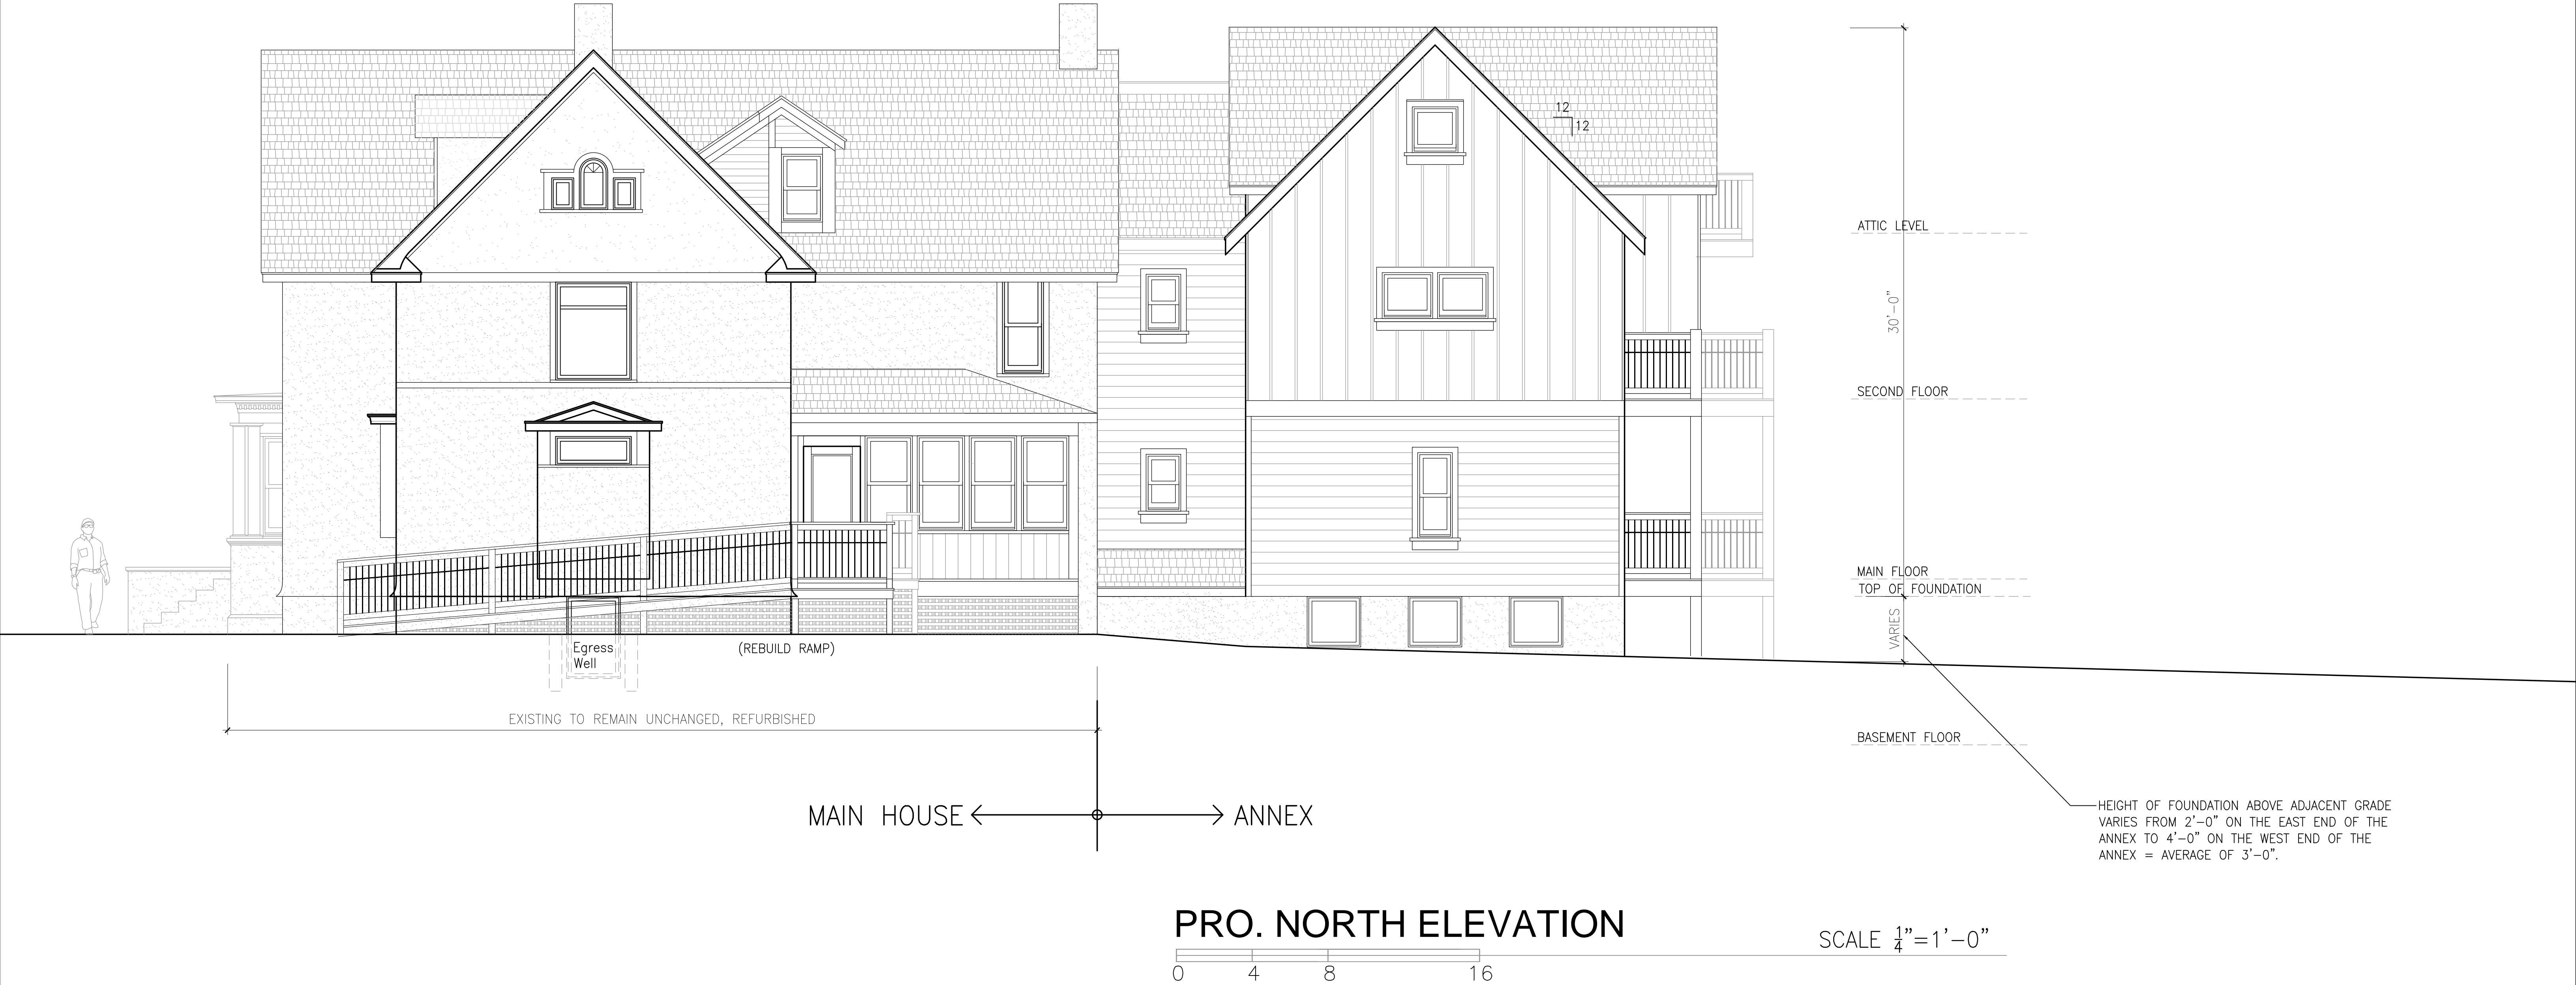 12
12
ATTIC LEVEL
30'-0"
SECOND FLOOR
MAIN FLOOR
TOP OF FOUNDATION
VARIES
Egress
Well
(REBUILD RAMP)
EXISTING TO REMAIN UNCHANGED, REFURBISHED
BASEMENT FLOOR
MAIN HOUSE
ANNEX
HEIGHT OF FOUNDATION ABOVE ADJACENT GRADE
VARIES FROM 2'-0" ON THE EAST END OF THE
ANNEX TO 4'-0" ON THE WEST END OF THE
ANNEX = AVERAGE OF 3'-0".
PRO. NORTH ELEVATION
SCALE 1/4"=1'-0"
0 4 8 16